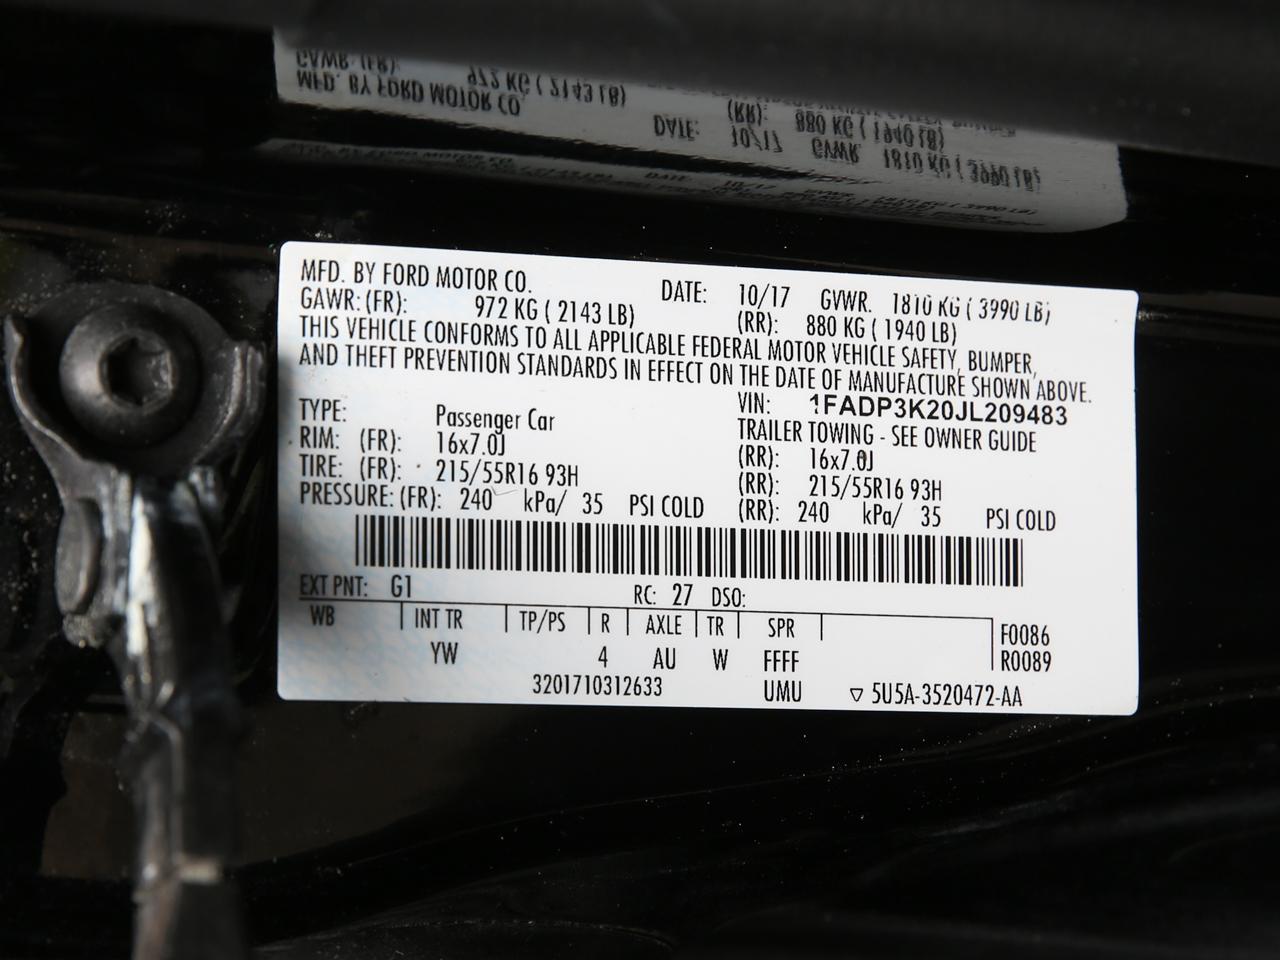 MFD. BY FORD MOTOR CO. DATE: 10/17 GVWR. 1810 KG ( 3990 LB)
GAWR: (FR): 972 KG ( 2143 LB) (RR): 880 KG ( 1940 LB)
THIS VEHICLE CONFORMS TO ALL APPLICABLE FEDERAL MOTOR VEHICLE SAFETY, BUMPER,
AND THEFT PREVENTION STANDARDS IN EFFECT ON THE DATE OF MANUFACTURE SHOWN ABOVE.
VIN: 1FADP3K20JL209483
TYPE: Passenger Car TRAILER TOWING - SEE OWNER GUIDE
RIM: (FR): 16x7.0J (RR): 16x7.0J
TIRE: (FR): 215/55R16 93H (RR): 215/55R16 93H
PRESSURE: (FR): 240 kPa/ 35 PSI COLD (RR): 240 kPa/ 35 PSI COLD
EXT PNT: G1 RC: 27 DSO:
WB INT TR TP/PS R AXLE TR SPR F0086
YW 4 AU W FFFF R0089
3201710312633 UMU ▽ 5U5A-3520472-AA